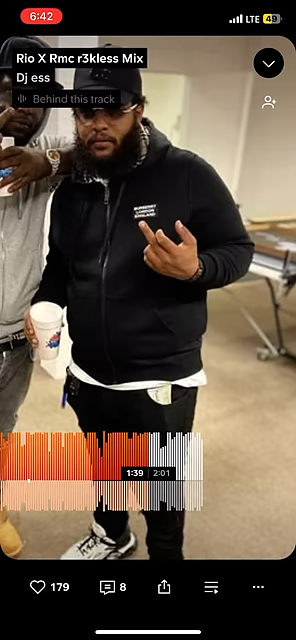 6:42
LTE 49
Rio X Rmc r3kless Mix
Dj ess
Behind this track
BURBERRY
LONDON
ENGLAND
1:39 2:01
179
8